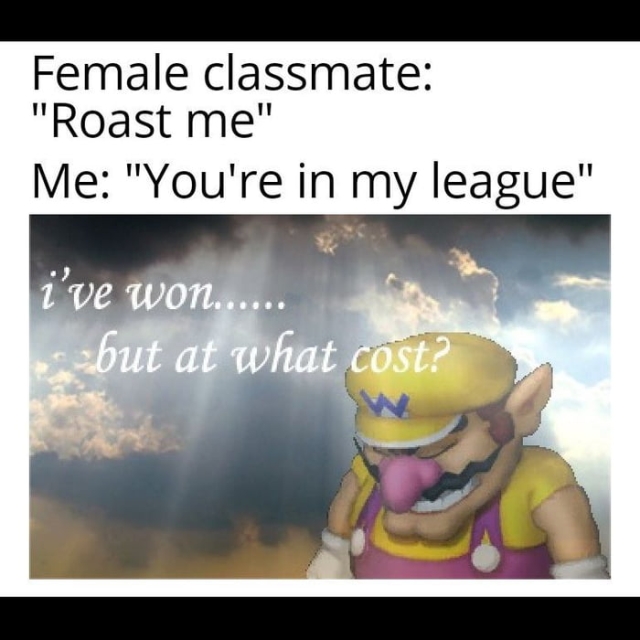 Female classmate:
"Roast me"
Me: "You're in my league"
i've won......
but at what cost?
W